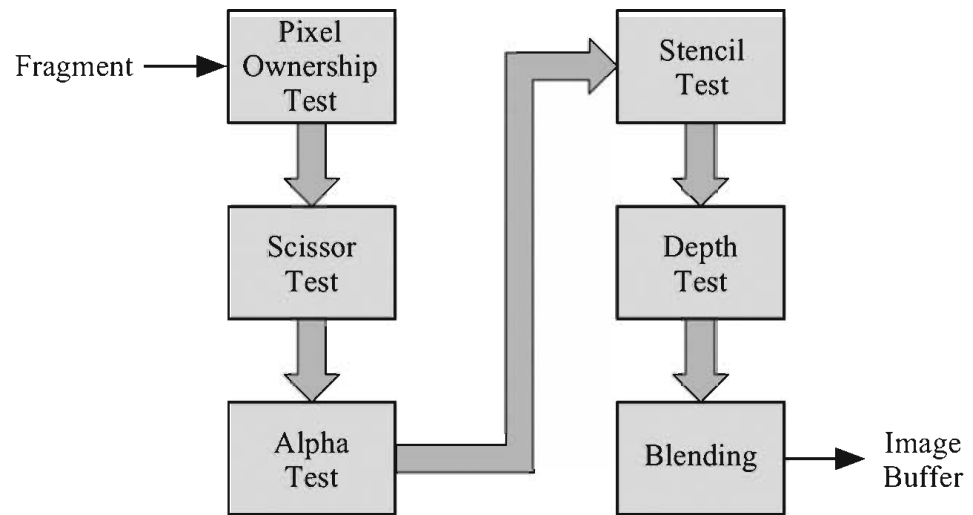 Fragment
Pixel
Ownership
Test
Scissor
Test
Alpha
Test
Stencil
Test
Depth
Test
Blending
Image
Buffer